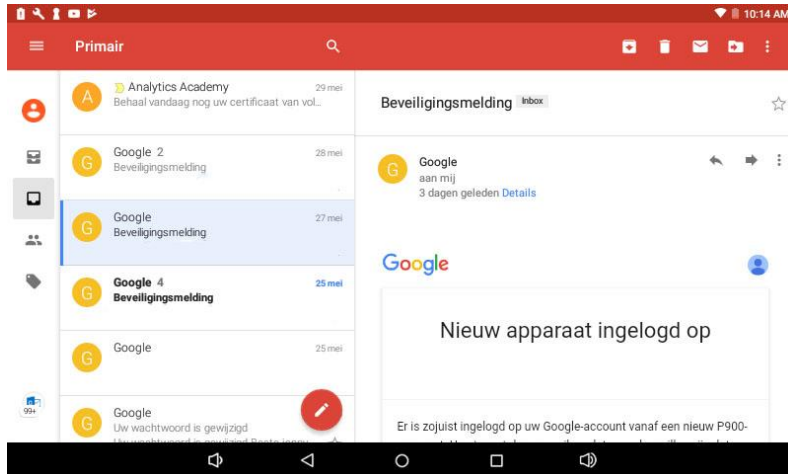 10:14 AM
Primair
A
Analytics Academy
29 mei
Behaal vandaag nog uw certificaat van vol…
G
Google 2
28 mei
Beveiligingsmelding
G
Google
27 mei
Beveiligingsmelding
G
Google 4
25 mei
Beveiligingsmelding
G
Google
25 mei
G
Google
Uw wachtwoord is gewijzigd
99+
Beveiligingsmelding Inbox
G
Google
aan mij
3 dagen geleden Details
Google
Nieuw apparaat ingelogd op
Er is zojuist ingelogd op uw Google-account vanaf een nieuw P900-